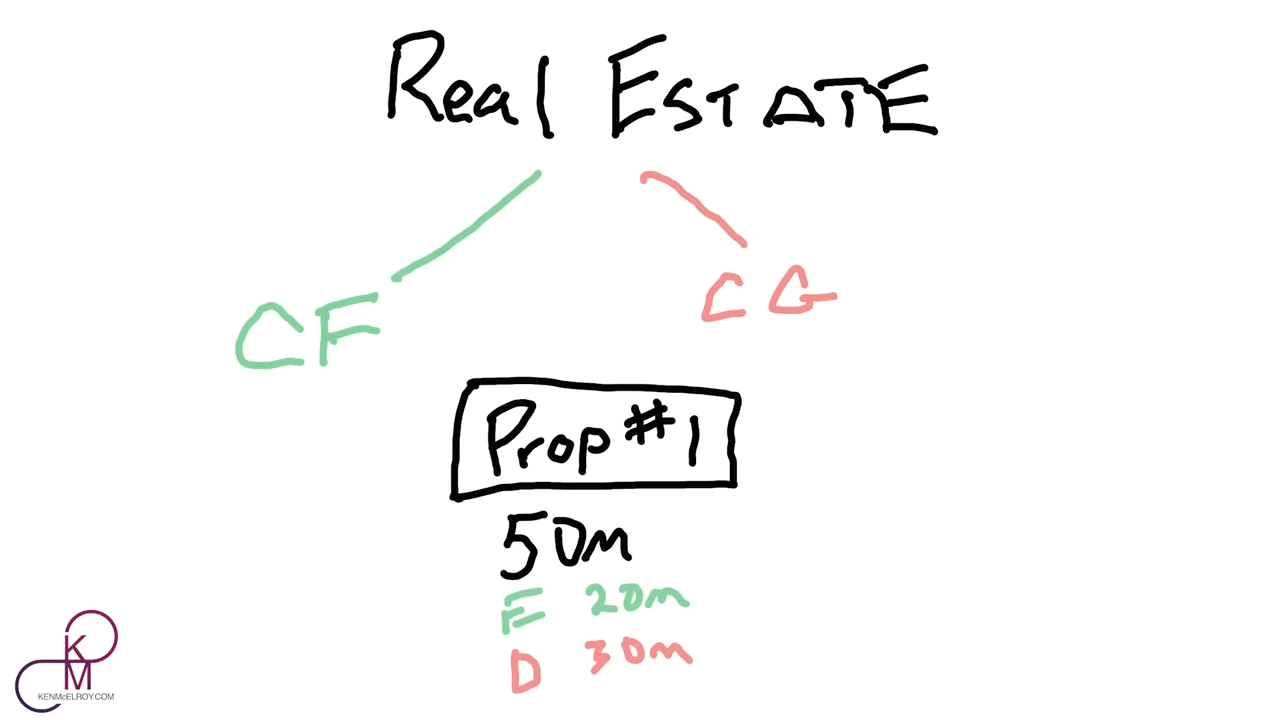 Real ESTATE
CF
CG
Prop #1
50m
E 20m
D 30m
KM
KENMCELROY.COM